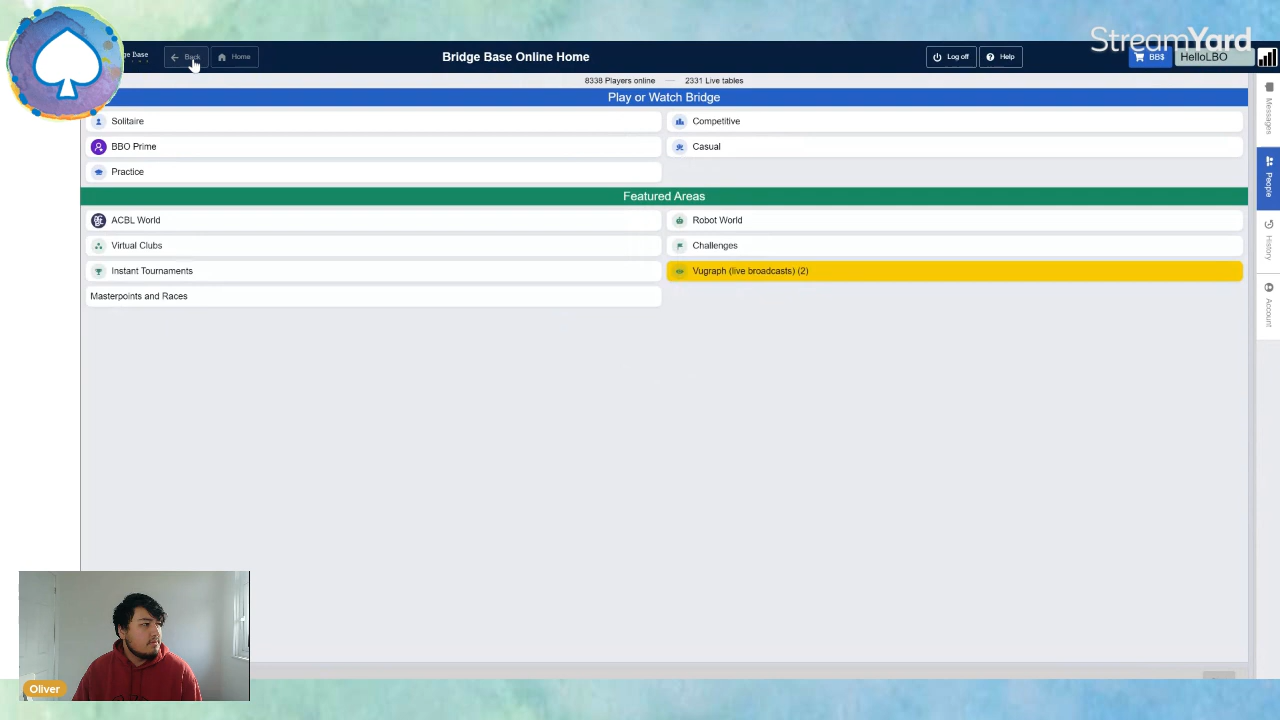 StreamYard
ge Base
Back
Home
Bridge Base Online Home
Log off
Help
BB$
HelloLBO
8338 Players online
2331 Live tables
Play or Watch Bridge
Solitaire
Competitive
BBO Prime
Casual
Practice
Featured Areas
ACBL World
Robot World
Virtual Clubs
Challenges
Instant Tournaments
Vugraph (live broadcasts) (2)
Masterpoints and Races
Messages
People
History
Account
Oliver